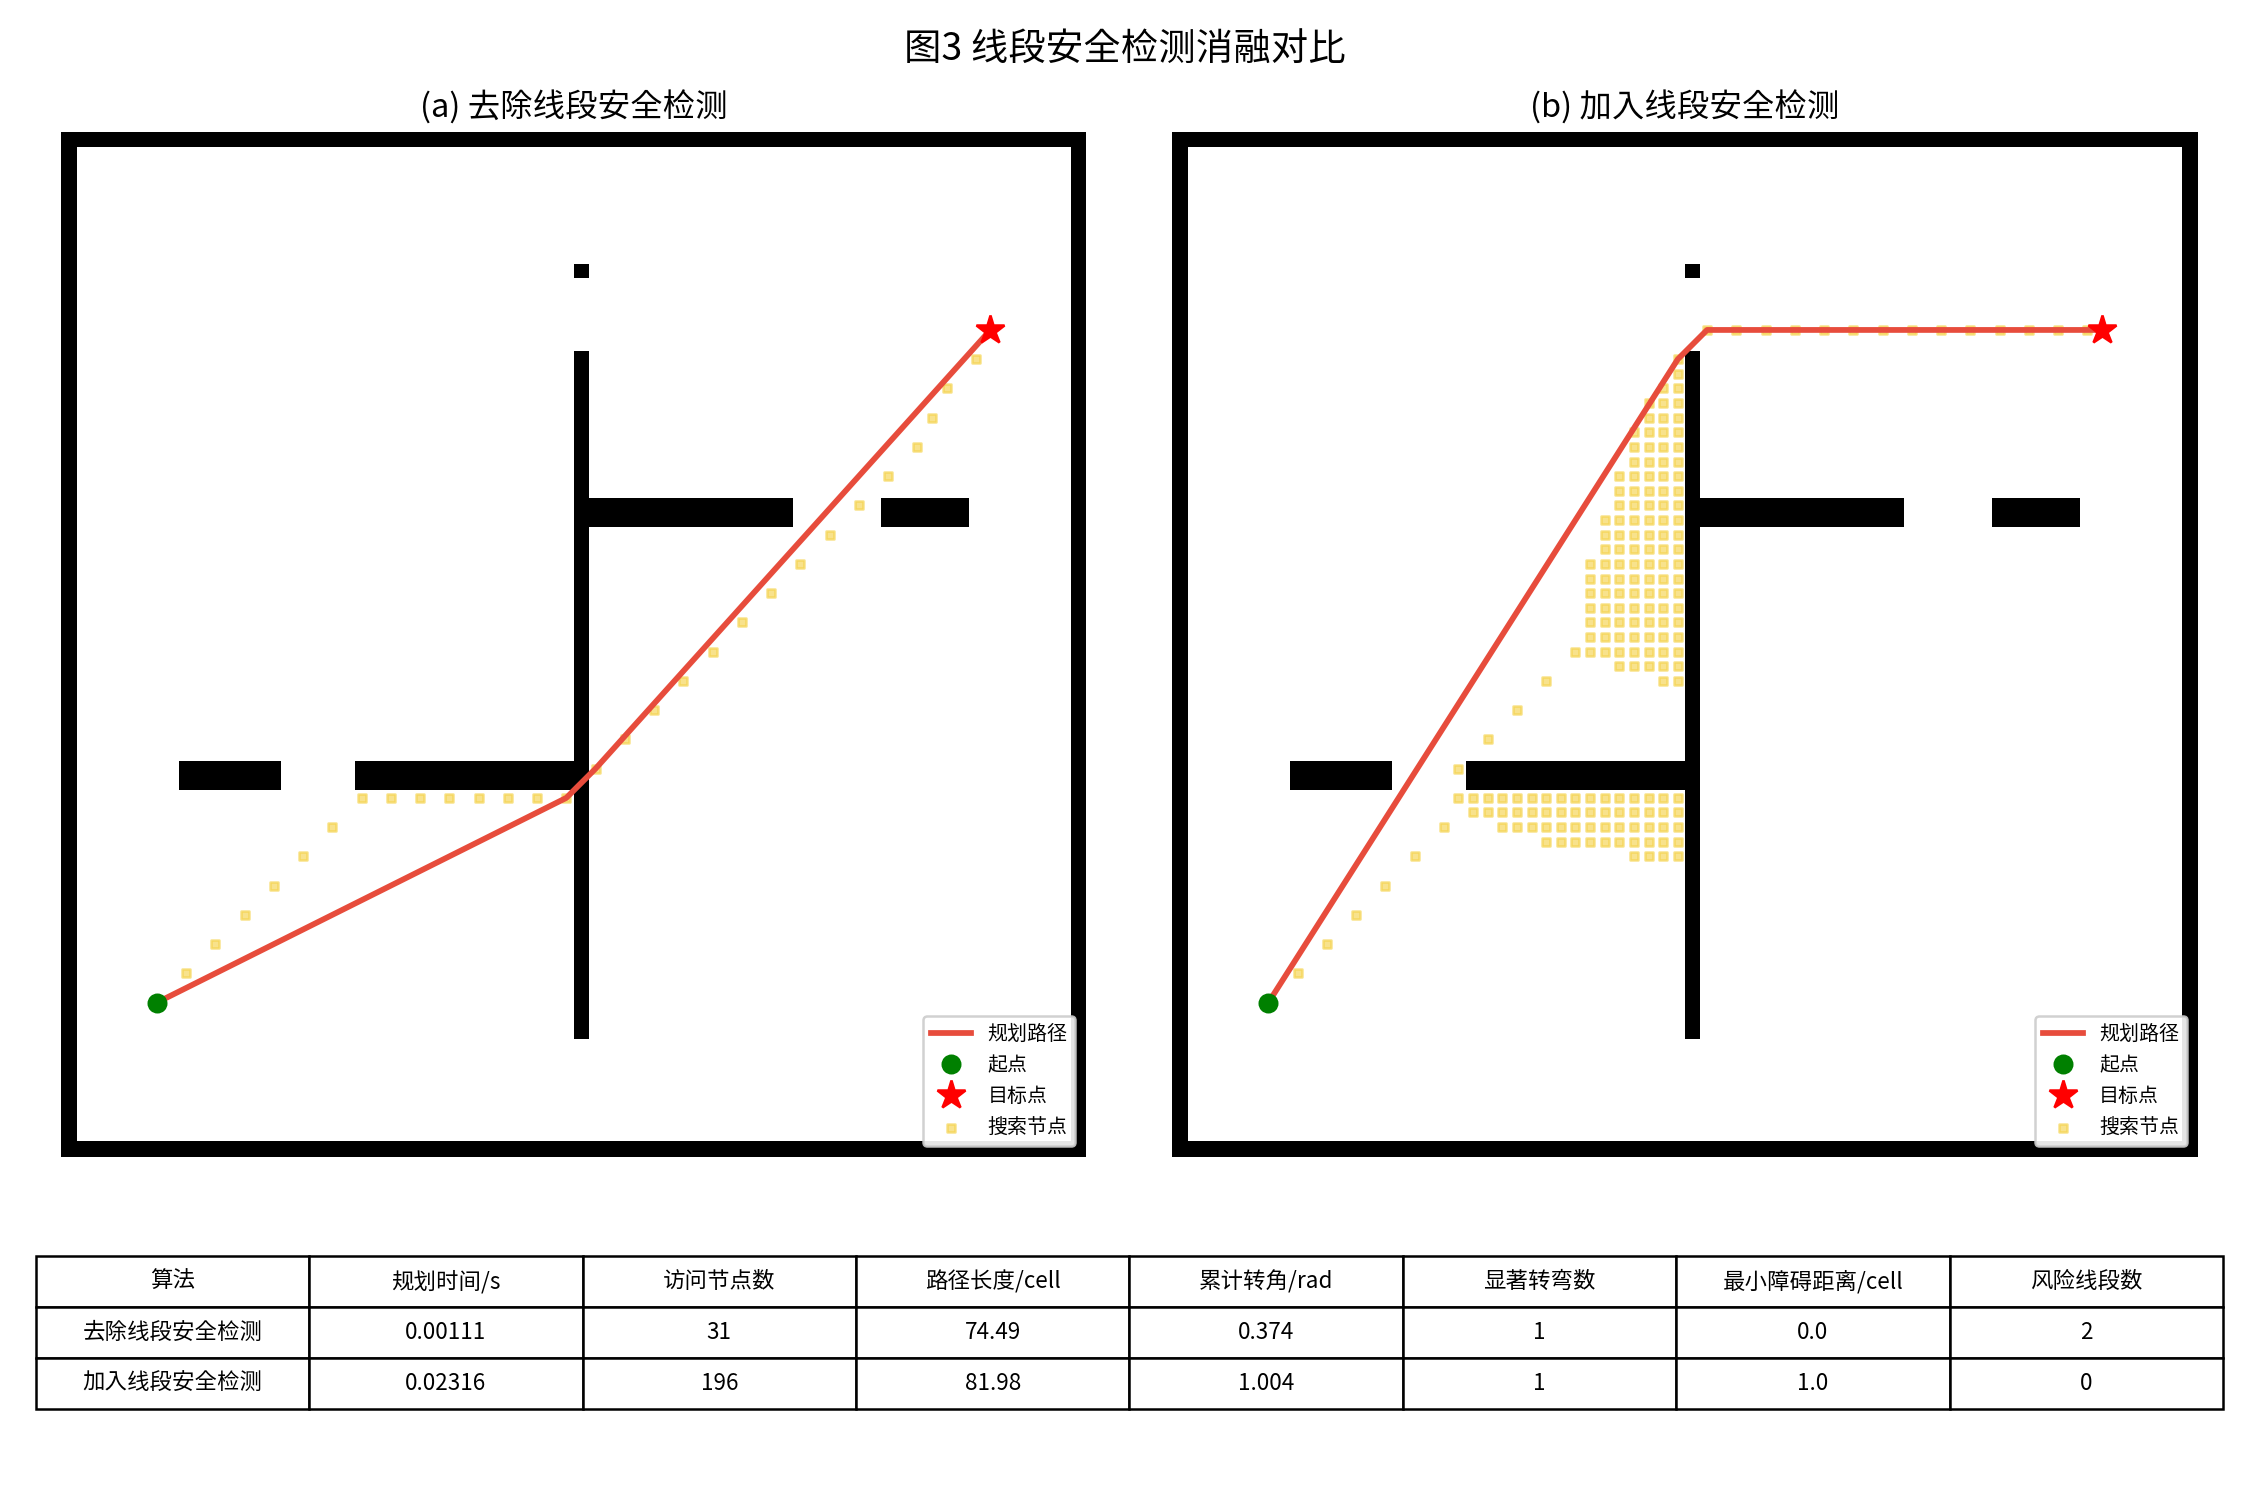 图3 线段安全检测消融对比
(a) 去除线段安全检测
(b) 加入线段安全检测
规划路径
起点
目标点
搜索节点
规划路径
起点
目标点
搜索节点
算法 规划时间/s 访问节点数 路径长度/cell 累计转角/rad 显著转弯数 最小障碍距离/cell 风险线段数
去除线段安全检测 0.00111 31 74.49 0.374 1 0.0 2
加入线段安全检测 0.02316 196 81.98 1.004 1 1.0 0